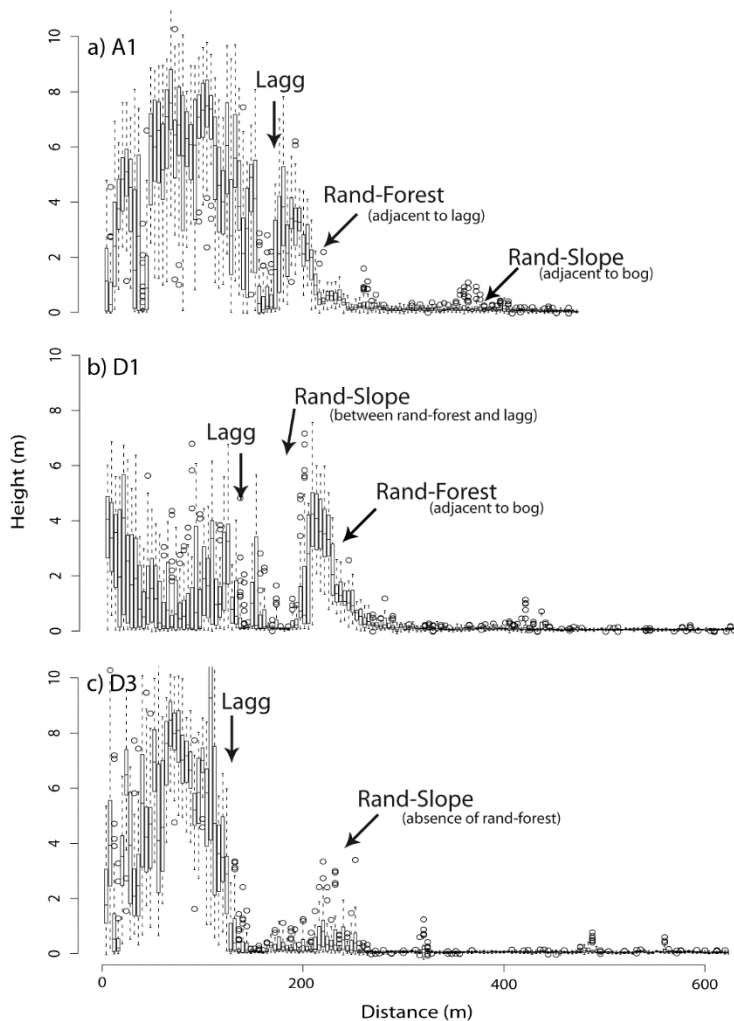 a) A1
Lagg
Rand-Forest
(adjacent to lagg)
Rand-Slope
(adjacent to bog)
10
8
6
4
2
0
b) D1
Rand-Slope
(between rand-forest and lagg)
Lagg
Rand-Forest
(adjacent to bog)
10
8
6
4
2
0
Height (m)
c) D3
Lagg
Rand-Slope
(absence of rand-forest)
10
8
6
4
2
0
0 200 400 600
Distance (m)